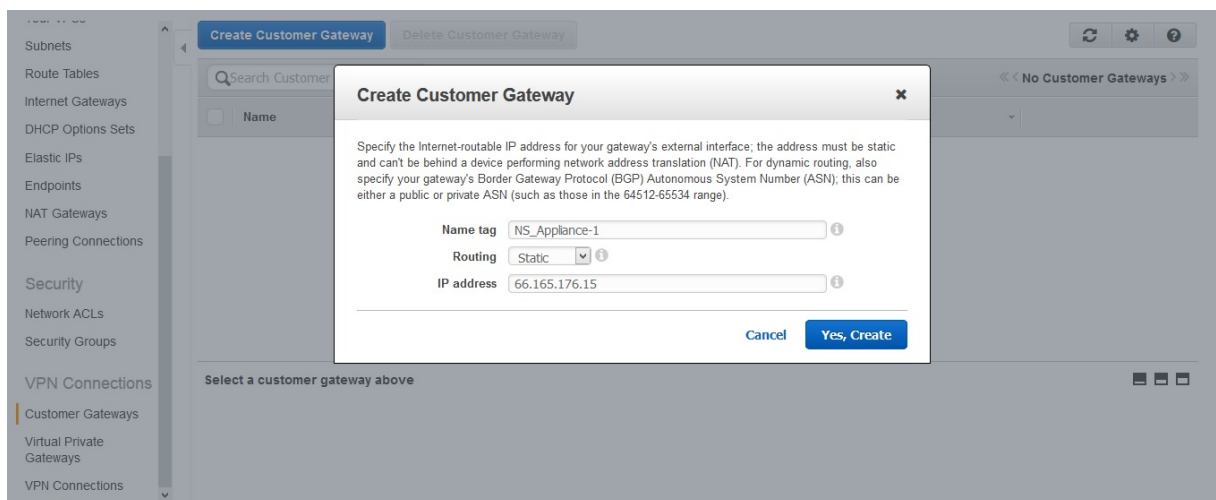 Subnets
Route Tables
Internet Gateways
DHCP Options Sets
Elastic IPs
Endpoints
NAT Gateways
Peering Connections
Security
Network ACLs
Security Groups
VPN Connections
Customer Gateways
Virtual Private
Gateways
VPN Connections
Create Customer Gateway
Delete Customer Gateway
Search Customer
« < No Customer Gateways > »
Name
Create Customer Gateway
Specify the Internet-routable IP address for your gateway's external interface; the address must be static
and can't be behind a device performing network address translation (NAT). For dynamic routing, also
specify your gateway's Border Gateway Protocol (BGP) Autonomous System Number (ASN); this can be
either a public or private ASN (such as those in the 64512-65534 range).
Name tag NS_Appliance-1
Routing Static
IP address 66.165.176.15
Cancel Yes, Create
Select a customer gateway above